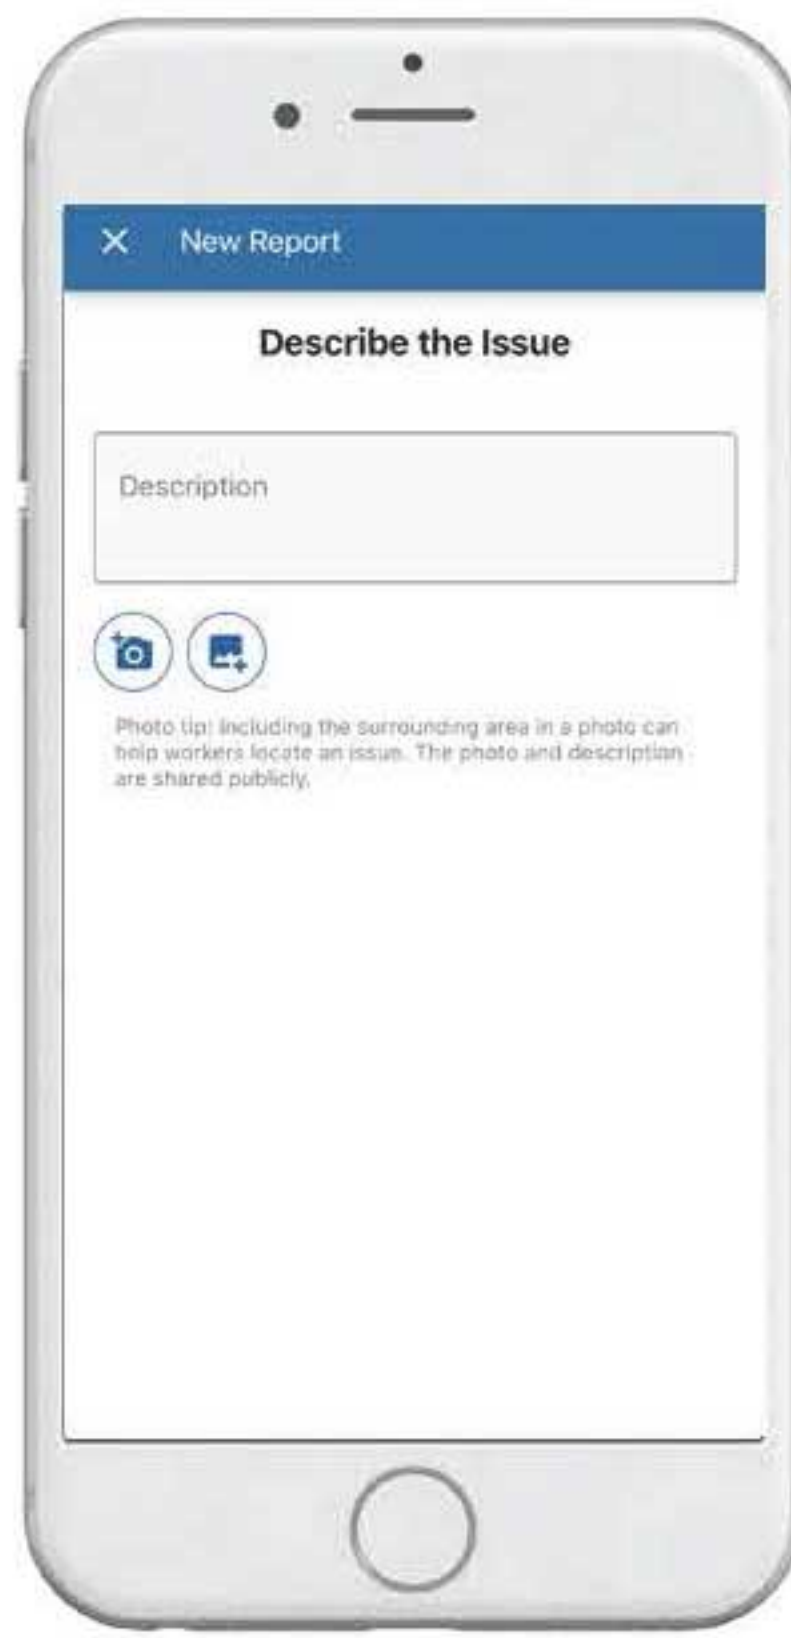 New Report
Describe the Issue
Description
Photo tip: Including the surrounding area in a photo can
help workers locate an issue. The photo and description
are shared publicly.